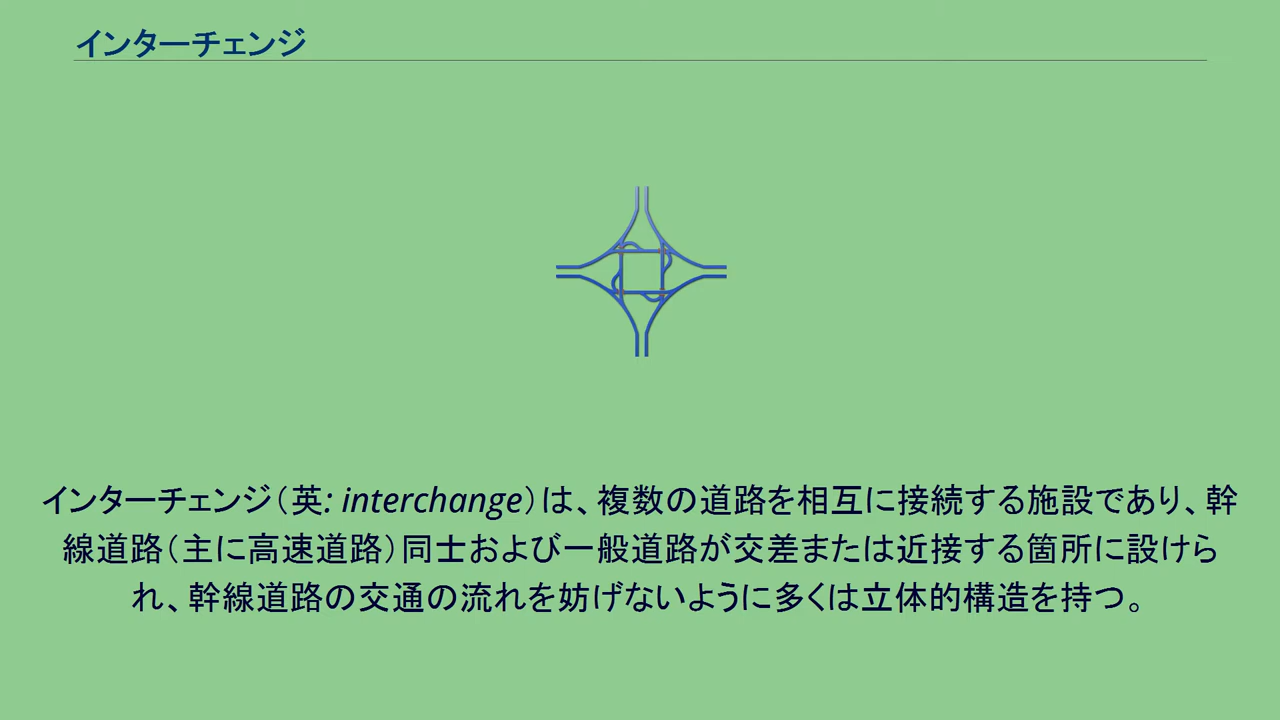 インターチェンジ
インターチェンジ（英: interchange）は、複数の道路を相互に接続する施設であり、幹
線道路（主に高速道路）同士および一般道路が交差または近接する箇所に設けら
れ、幹線道路の交通の流れを妨げないように多くは立体的構造を持つ。